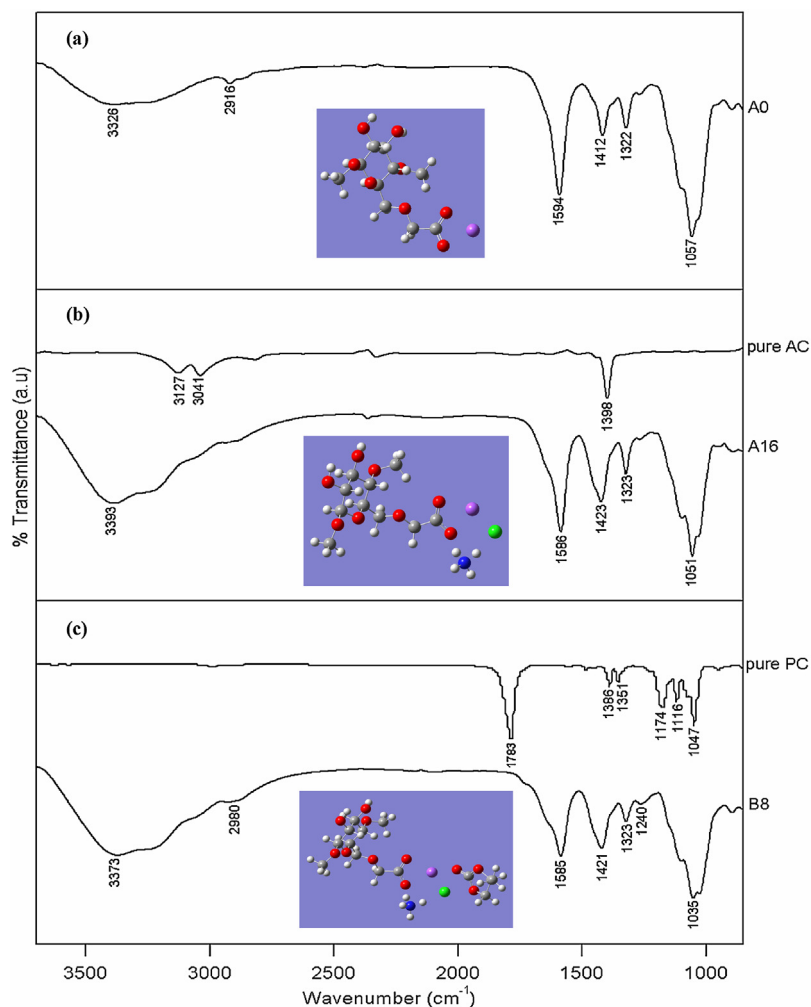 (a)
A0
3326
2916
1594
1412
1322
1057
(b)
pure AC
3127
3041
1398
A16
3393
1586
1423
1323
1051
% Transmittance (a.u)
(c)
pure PC
1783
1386
1351
1174
1116
1047
B8
3373
2980
1585
1421
1323
1240
1035
3500 3000 2500 2000 1500 1000
Wavenumber (cm⁻¹)